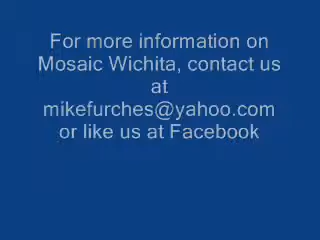 For more information on
Mosaic Wichita, contact us
at
mikefurches@yahoo.com
or like us at Facebook